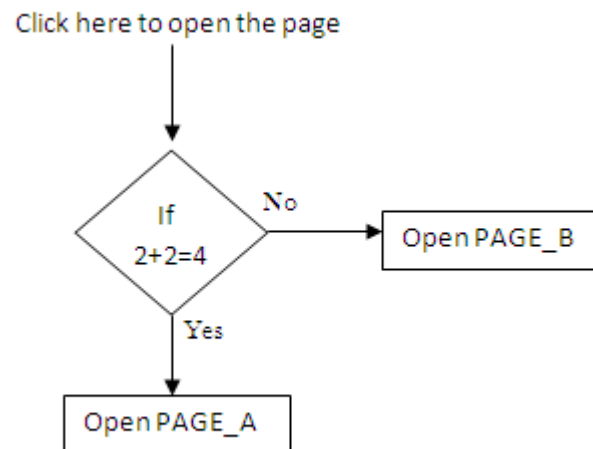 Click here to open the page
If
2+2=4
No
Open PAGE_B
Yes
Open PAGE_A